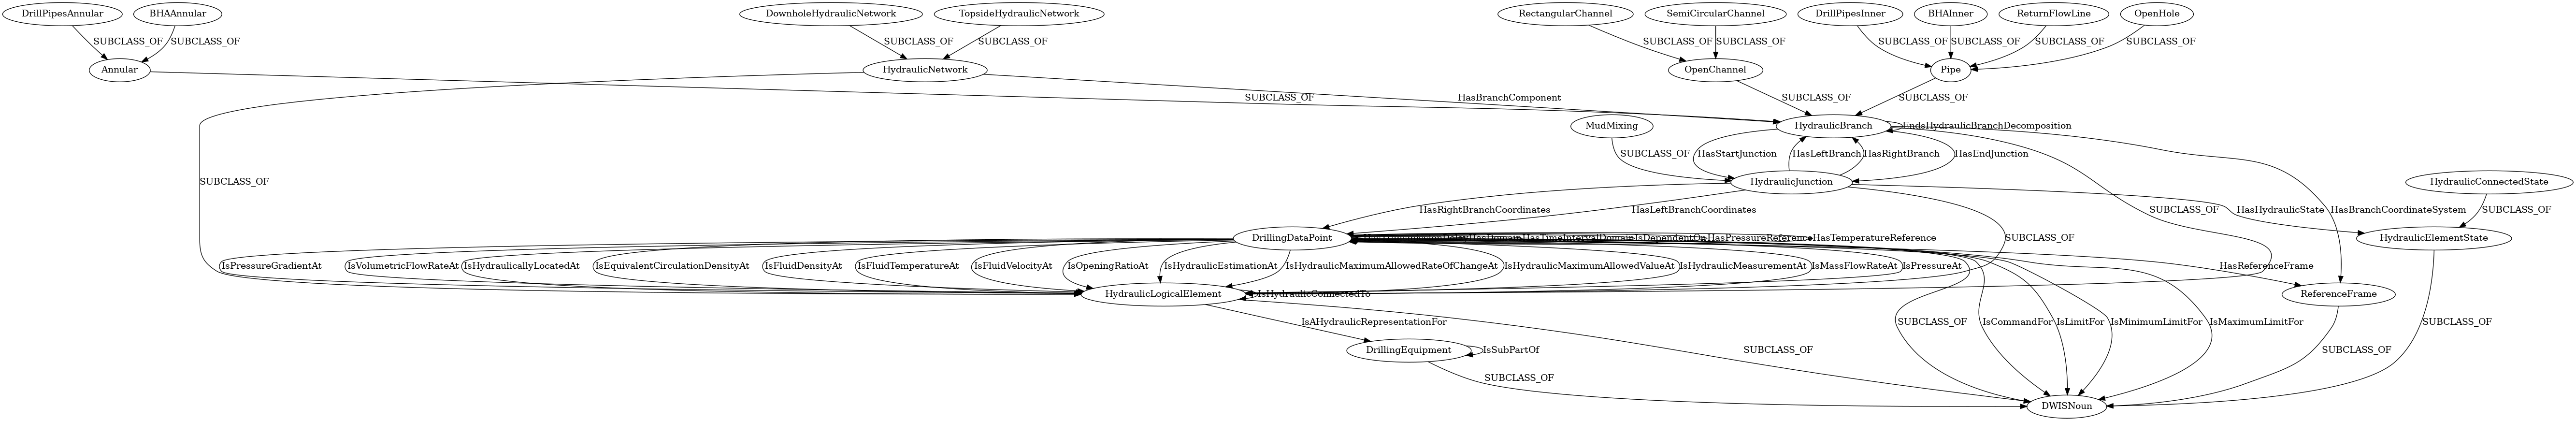 DrillPipesAnnular
BHAAnnular
DownholeHydraulicNetwork
TopsideHydraulicNetwork
RectangularChannel
SemiCircularChannel
DrillPipesInner
BHAInner
ReturnFlowLine
OpenHole
SUBCLASS_OF
SUBCLASS_OF
SUBCLASS_OF
SUBCLASS_OF
SUBCLASS_OF
SUBCLASS_OF
SUBCLASS_OF
SUBCLASS_OF
SUBCLASS_OF
SUBCLASS_OF
Annular
HydraulicNetwork
OpenChannel
Pipe
SUBCLASS_OF
HasBranchComponent
SUBCLASS_OF
SUBCLASS_OF
MudMixing
HydraulicBranch
EndsHydraulicBranchDecomposition
SUBCLASS_OF
HasStartJunction
HasLeftBranch
HasRightBranch
HasEndJunction
SUBCLASS_OF
HydraulicJunction
HydraulicConnectedState
HasRightBranchCoordinates
HasLeftBranchCoordinates
SUBCLASS_OF
HasHydraulicState
HasBranchCoordinateSystem
SUBCLASS_OF
DrillingDataPoint
IsDependentOn
HasPressureReference
HasTemperatureReference
SUBCLASS_OF
HydraulicElementState
IsPressureGradientAt
IsVolumetricFlowRateAt
IsHydraulicallyLocatedAt
IsEquivalentCirculationDensityAt
IsFluidDensityAt
IsFluidTemperatureAt
IsFluidVelocityAt
IsOpeningRatioAt
IsHydraulicEstimationAt
IsHydraulicMaximumAllowedRateOfChangeAt
IsHydraulicMaximumAllowedValueAt
IsHydraulicMeasurementAt
IsMassFlowRateAt
IsPressureAt
HasReferenceFrame
HydraulicLogicalElement
IsHydraulicConnectedTo
ReferenceFrame
IsAHydraulicRepresentationFor
SUBCLASS_OF
IsCommandFor
IsLimitFor
IsMinimumLimitFor
IsMaximumLimitFor
SUBCLASS_OF
DrillingEquipment
IsSubPartOf
SUBCLASS_OF
SUBCLASS_OF
SUBCLASS_OF
DWISNoun